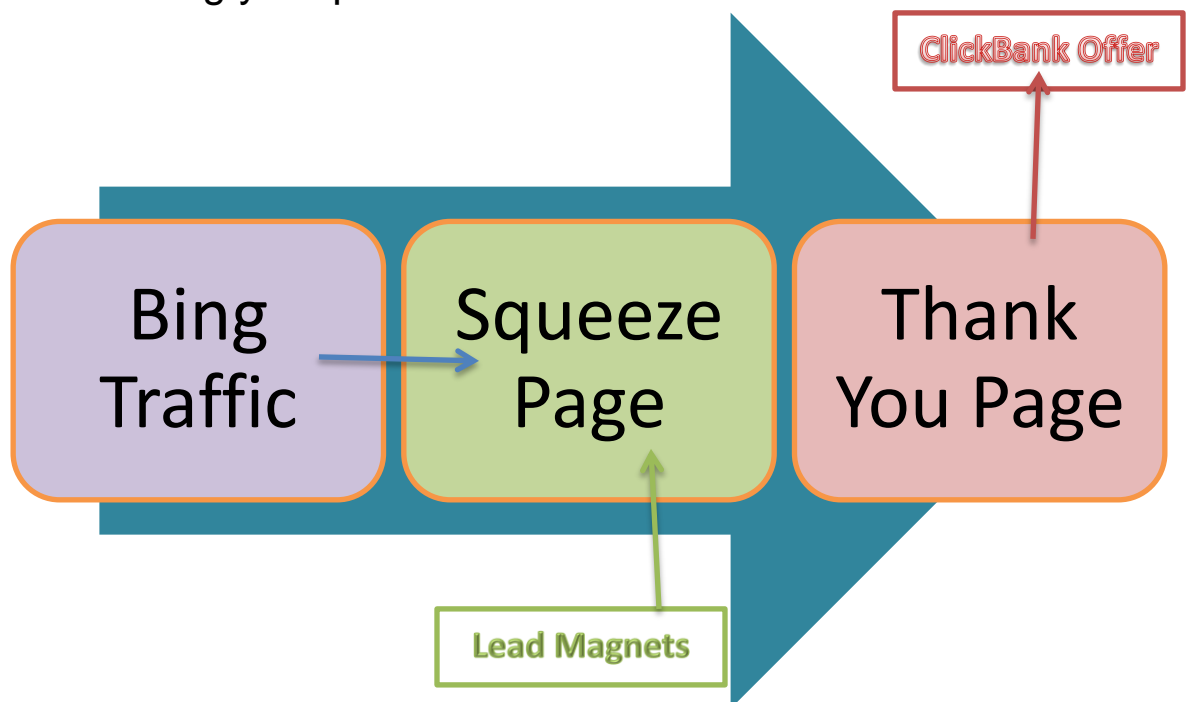 ClickBank Offer
Bing
Traffic
Squeeze
Page
Thank
You Page
Lead Magnets